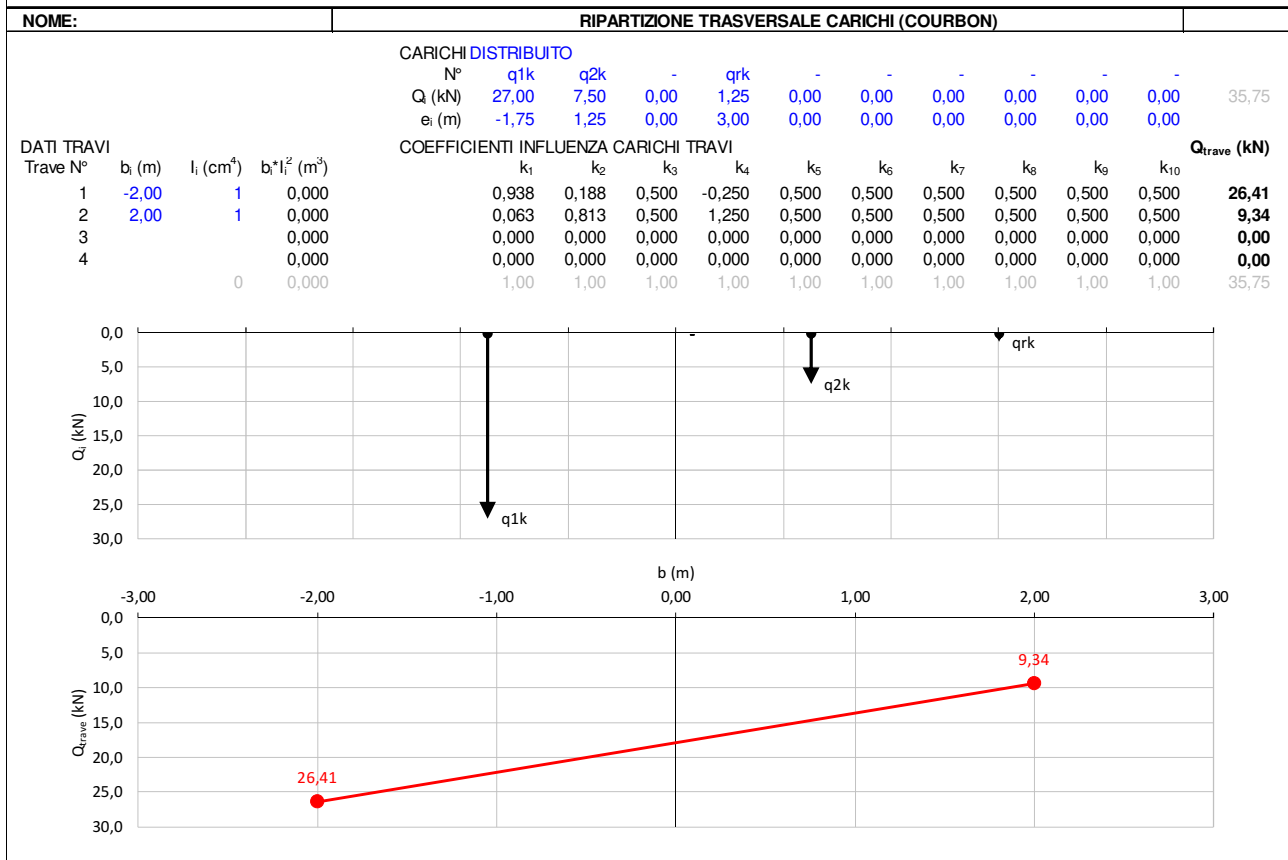 NOME: RIPARTIZIONE TRASVERSALE CARICHI (COURBON)
CARICHI DISTRIBUITO
N° q1k q2k - qrk - - - - - -
Qᵢ (kN) 27,00 7,50 0,00 1,25 0,00 0,00 0,00 0,00 0,00 0,00 35,75
eᵢ (m) -1,75 1,25 0,00 3,00 0,00 0,00 0,00 0,00 0,00 0,00
DATI TRAVI COEFFICIENTI INFLUENZA CARICHI TRAVI Qtrave (kN)
Trave N° bᵢ (m) Iᵢ (cm⁴) bᵢ*Iᵢ² (m³) k₁ k₂ k₃ k₄ k₅ k₆ k₇ k₈ k₉ k₁₀
1 -2,00 1 0,000 0,938 0,188 0,500 -0,250 0,500 0,500 0,500 0,500 0,500 0,500 26,41
2 2,00 1 0,000 0,063 0,813 0,500 1,250 0,500 0,500 0,500 0,500 0,500 0,500 9,34
3 0,000 0,000 0,000 0,000 0,000 0,000 0,000 0,000 0,000 0,000 0,000 0,00
4 0,000 0,000 0,000 0,000 0,000 0,000 0,000 0,000 0,000 0,000 0,000 0,00
0 0,000 1,00 1,00 1,00 1,00 1,00 1,00 1,00 1,00 1,00 1,00 35,75
0,0
5,0
10,0
15,0
20,0
25,0
30,0
Qᵢ (kN)
q1k
-
q2k
qrk
b (m)
-3,00 -2,00 -1,00 0,00 1,00 2,00 3,00
0,0
5,0
10,0
15,0
20,0
25,0
30,0
Qtrave (kN)
26,41
9,34